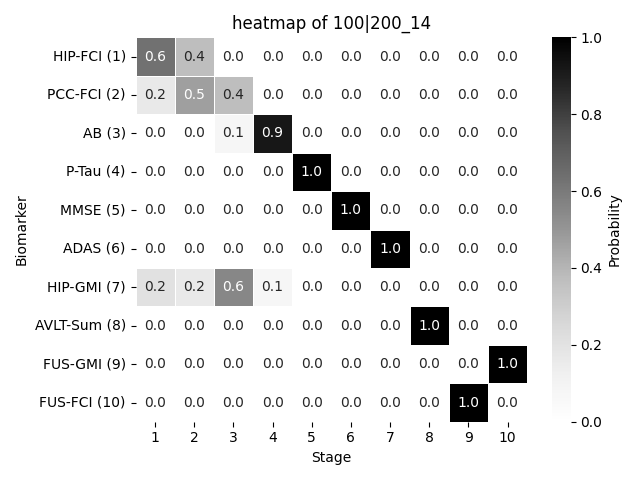 heatmap of 100|200_14
HIP-FCI (1) 0.6 0.4 0.0 0.0 0.0 0.0 0.0 0.0 0.0 0.0
PCC-FCI (2) 0.2 0.5 0.4 0.0 0.0 0.0 0.0 0.0 0.0 0.0
AB (3) 0.0 0.0 0.1 0.9 0.0 0.0 0.0 0.0 0.0 0.0
P-Tau (4) 0.0 0.0 0.0 0.0 1.0 0.0 0.0 0.0 0.0 0.0
MMSE (5) 0.0 0.0 0.0 0.0 0.0 1.0 0.0 0.0 0.0 0.0
ADAS (6) 0.0 0.0 0.0 0.0 0.0 0.0 1.0 0.0 0.0 0.0
HIP-GMI (7) 0.2 0.2 0.6 0.1 0.0 0.0 0.0 0.0 0.0 0.0
AVLT-Sum (8) 0.0 0.0 0.0 0.0 0.0 0.0 0.0 1.0 0.0 0.0
FUS-GMI (9) 0.0 0.0 0.0 0.0 0.0 0.0 0.0 0.0 0.0 1.0
FUS-FCI (10) 0.0 0.0 0.0 0.0 0.0 0.0 0.0 0.0 1.0 0.0
1 2 3 4 5 6 7 8 9 10
Stage
Biomarker
1.0
0.8
0.6
0.4
0.2
0.0
Probability